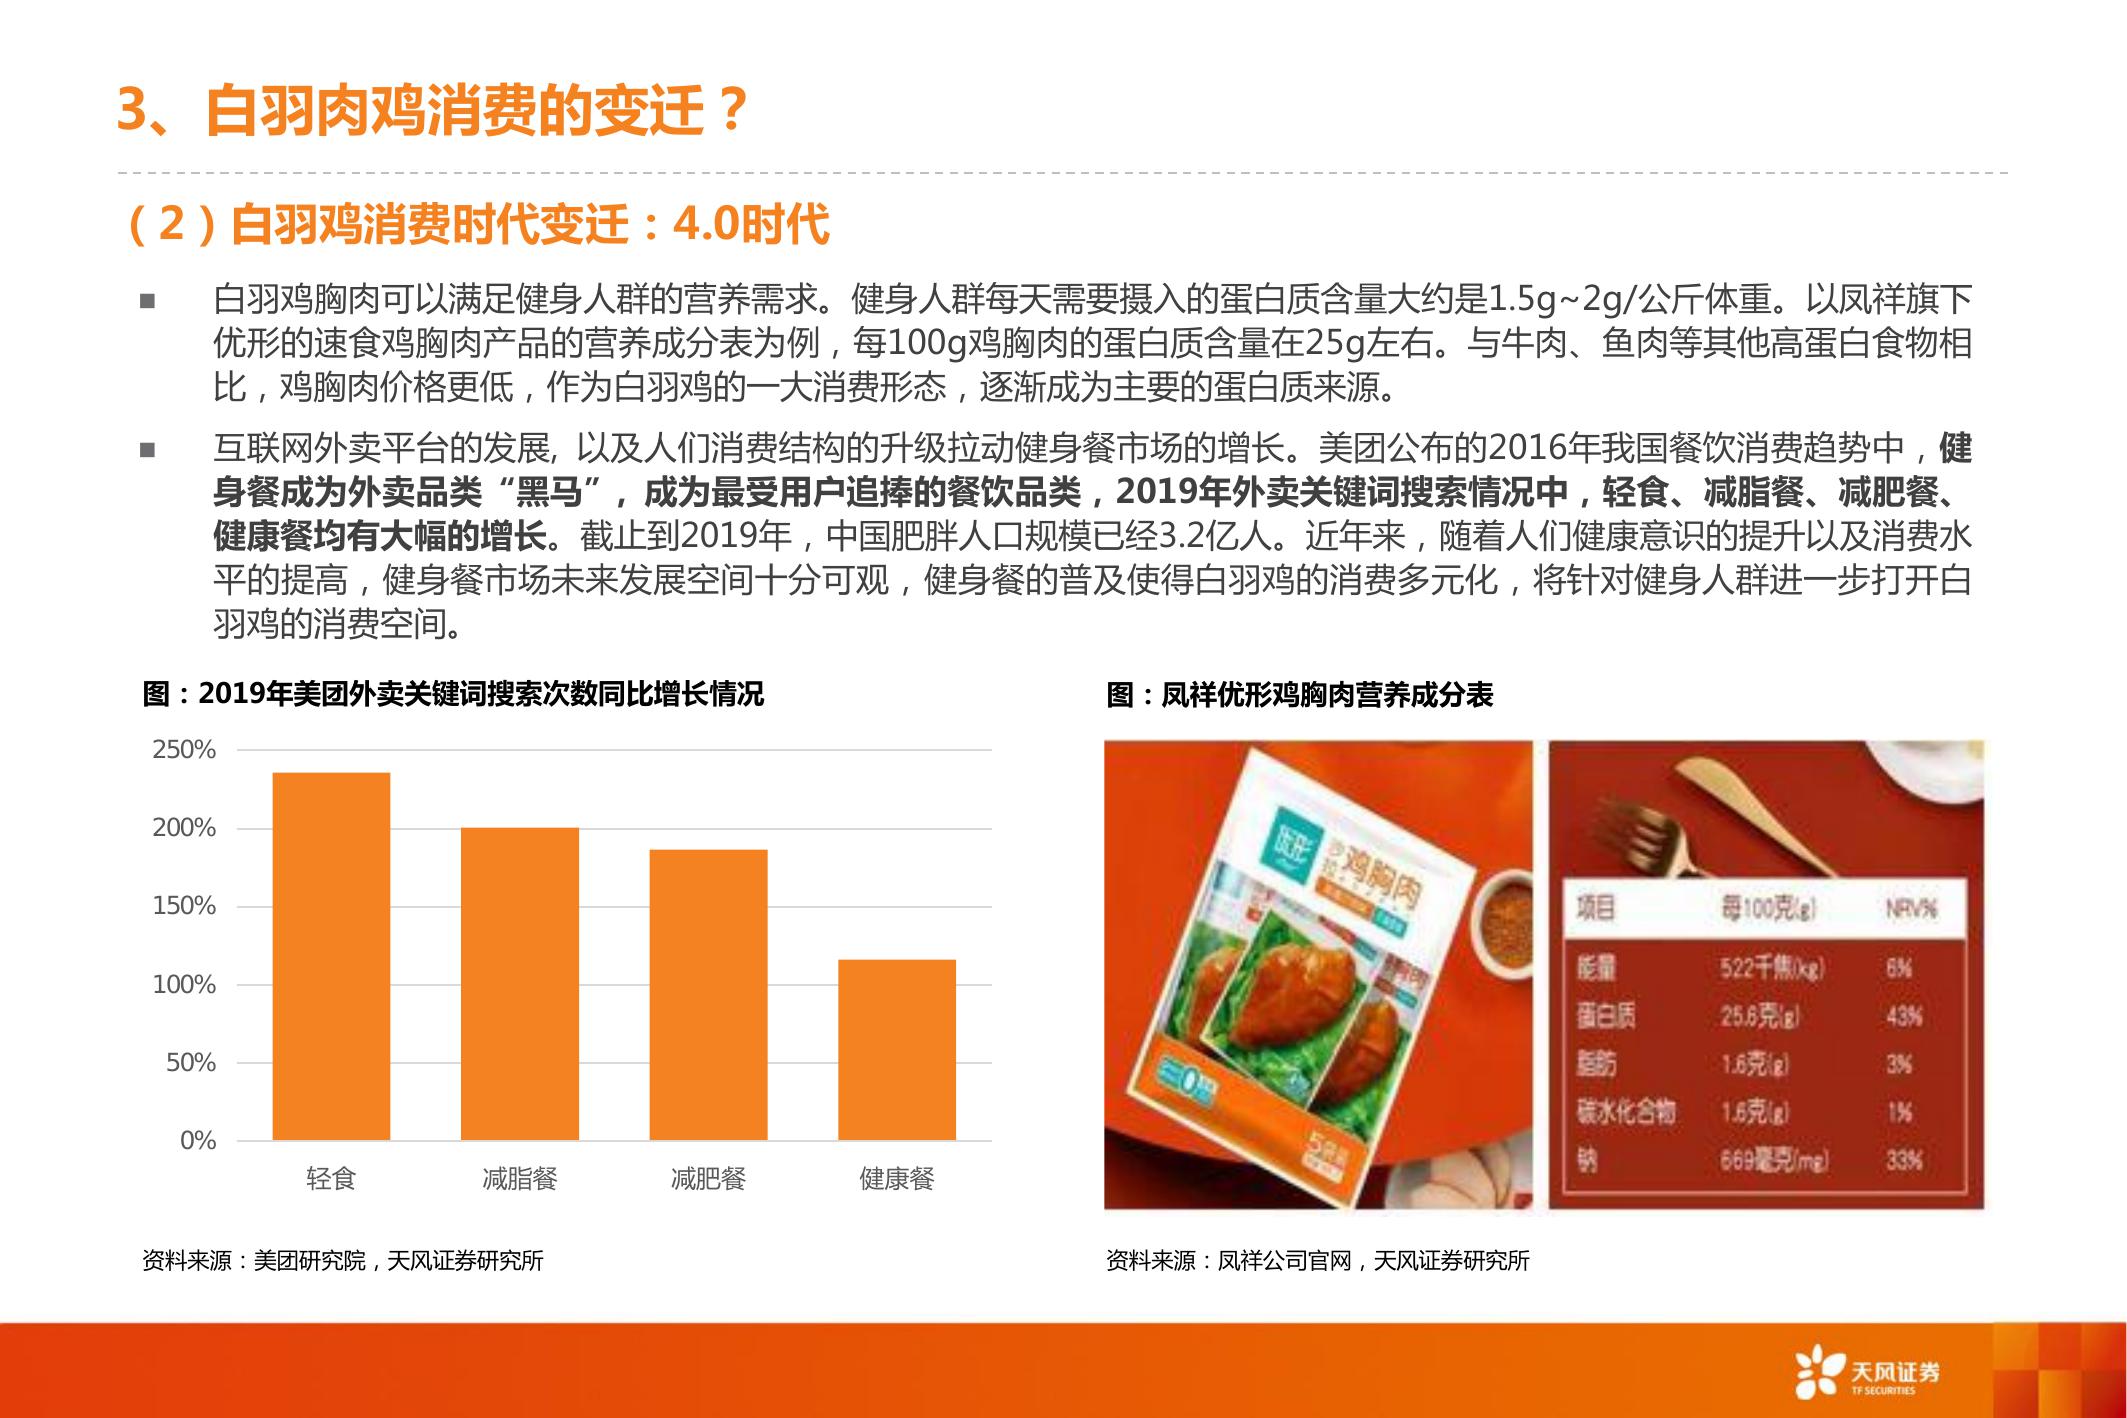 3、白羽肉鸡消费的变迁？
（2）白羽鸡消费时代变迁：4.0时代
■ 白羽鸡胸肉可以满足健身人群的营养需求。健身人群每天需要摄入的蛋白质含量大约是1.5g~2g/公斤体重。以凤祥旗下
优形的速食鸡胸肉产品的营养成分表为例，每100g鸡胸肉的蛋白质含量在25g左右。与牛肉、鱼肉等其他高蛋白食物相
比，鸡胸肉价格更低，作为白羽鸡的一大消费形态，逐渐成为主要的蛋白质来源。
■ 互联网外卖平台的发展, 以及人们消费结构的升级拉动健身餐市场的增长。美团公布的2016年我国餐饮消费趋势中，健
身餐成为外卖品类“黑马”，成为最受用户追捧的餐饮品类，2019年外卖关键词搜索情况中，轻食、减脂餐、减肥餐、
健康餐均有大幅的增长。截止到2019年，中国肥胖人口规模已经3.2亿人。近年来，随着人们健康意识的提升以及消费水
平的提高，健身餐市场未来发展空间十分可观，健身餐的普及使得白羽鸡的消费多元化，将针对健身人群进一步打开白
羽鸡的消费空间。
图：2019年美团外卖关键词搜索次数同比增长情况
250%
200%
150%
100%
50%
0%
轻食 减脂餐 减肥餐 健康餐
资料来源：美团研究院，天风证券研究所
图：凤祥优形鸡胸肉营养成分表
优形
鸡胸肉
项目 每100克(g) NRV%
能量 522千焦(kg) 6%
蛋白质 25.6克(g) 43%
脂肪 1.6克(g) 3%
碳水化合物 1.6克(g) 1%
钠 669毫克(mg) 33%
资料来源：凤祥公司官网，天风证券研究所
天风证券
TF SECURITIES